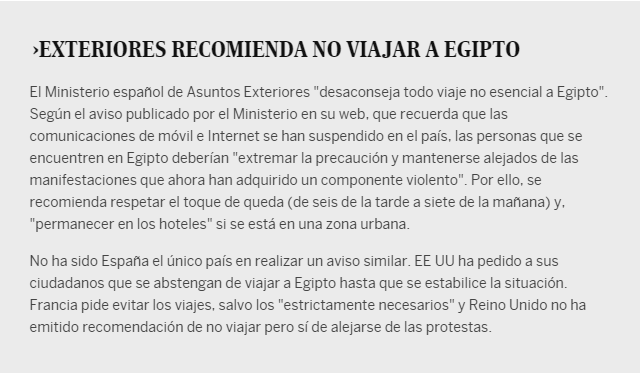 ›EXTERIORES RECOMIENDA NO VIAJAR A EGIPTO
El Ministerio español de Asuntos Exteriores "desaconseja todo viaje no esencial a Egipto".
Según el aviso publicado por el Ministerio en su web, que recuerda que las
comunicaciones de móvil e Internet se han suspendido en el país, las personas que se
encuentren en Egipto deberían "extremar la precaución y mantenerse alejados de las
manifestaciones que ahora han adquirido un componente violento". Por ello, se
recomienda respetar el toque de queda (de seis de la tarde a siete de la mañana) y,
"permanecer en los hoteles" si se está en una zona urbana.
No ha sido España el único país en realizar un aviso similar. EE UU ha pedido a sus
ciudadanos que se abstengan de viajar a Egipto hasta que se estabilice la situación.
Francia pide evitar los viajes, salvo los "estrictamente necesarios" y Reino Unido no ha
emitido recomendación de no viajar pero sí de alejarse de las protestas.